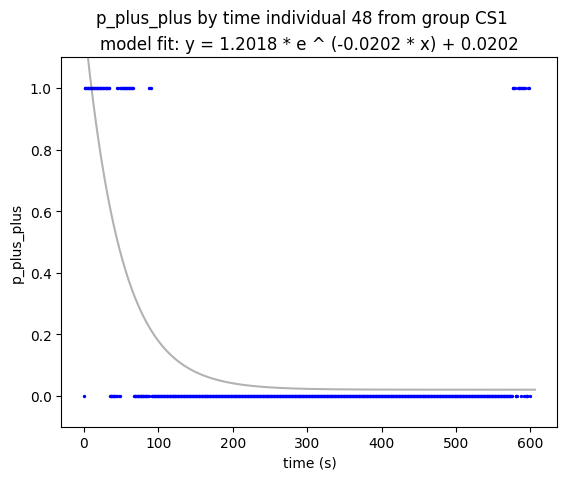 p_plus_plus by time individual 48 from group CS1
model fit: y = 1.2018 * e ^ (-0.0202 * x) + 0.0202
1.0
0.8
0.6
0.4
0.2
0.0
p_plus_plus
0 100 200 300 400 500 600
time (s)